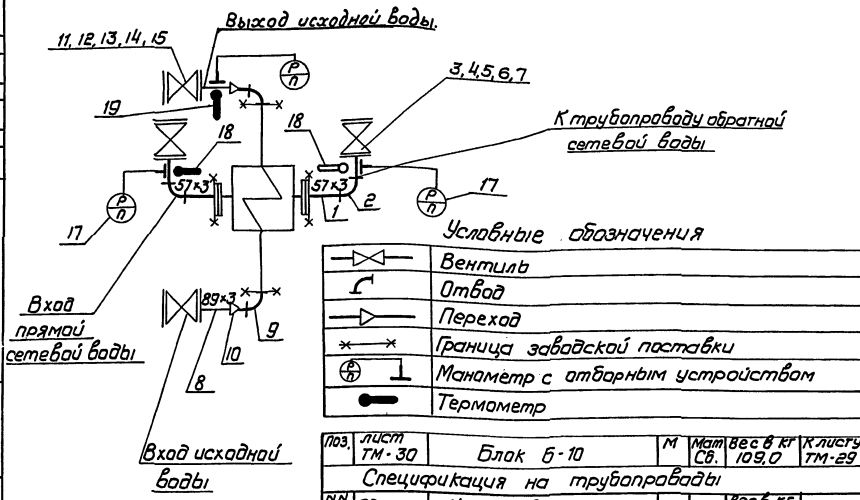 Выход исходной воды.
11, 12, 13, 14, 15
Р
П
3, 4, 5, 6, 7
19
18
18
К трубопроводу обратной
сетевой воды
57×3
57×3
Р
П
17
1
2
Р
П
17
Условные обозначения
Вентиль
Отвод
Переход
Граница заводской поставки
Р
П
Манометр с отборным устройством
Термометр
Вход
прямой
сетевой воды
89×3
8
10
9
Вход исходной
воды
Поз.
лист
ТМ-30
Блок Б-10
М
Мат
Св.
Вес в кг
109,0
К листу
ТМ-29
Спецификация на трубопроводы